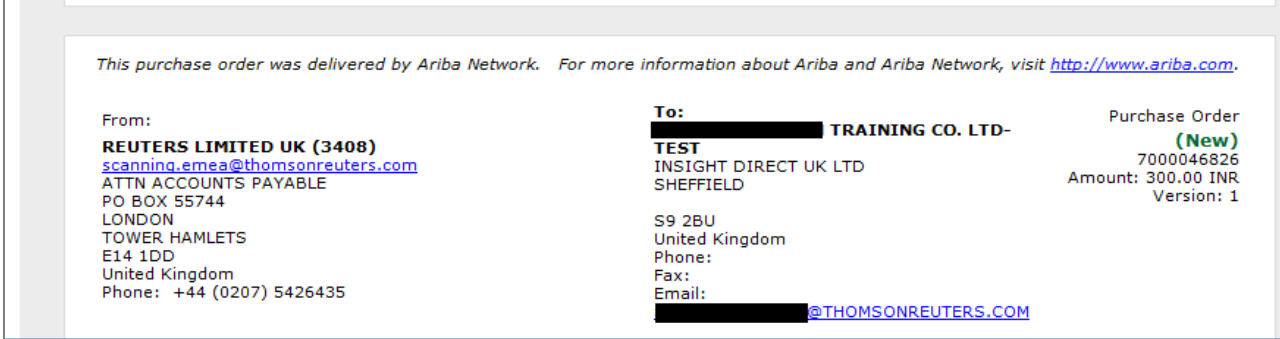 This purchase order was delivered by Ariba Network. For more information about Ariba and Ariba Network, visit http://www.ariba.com.
From:
REUTERS LIMITED UK (3408)
scanning.emea@thomsonreuters.com
ATTN ACCOUNTS PAYABLE
PO BOX 55744
LONDON
TOWER HAMLETS
E14 1DD
United Kingdom
Phone: +44 (0207) 5426435
To:
TRAINING CO. LTD-
TEST
INSIGHT DIRECT UK LTD
SHEFFIELD
S9 2BU
United Kingdom
Phone:
Fax:
Email:
@THOMSONREUTERS.COM
Purchase Order
(New)
7000046826
Amount: 300.00 INR
Version: 1